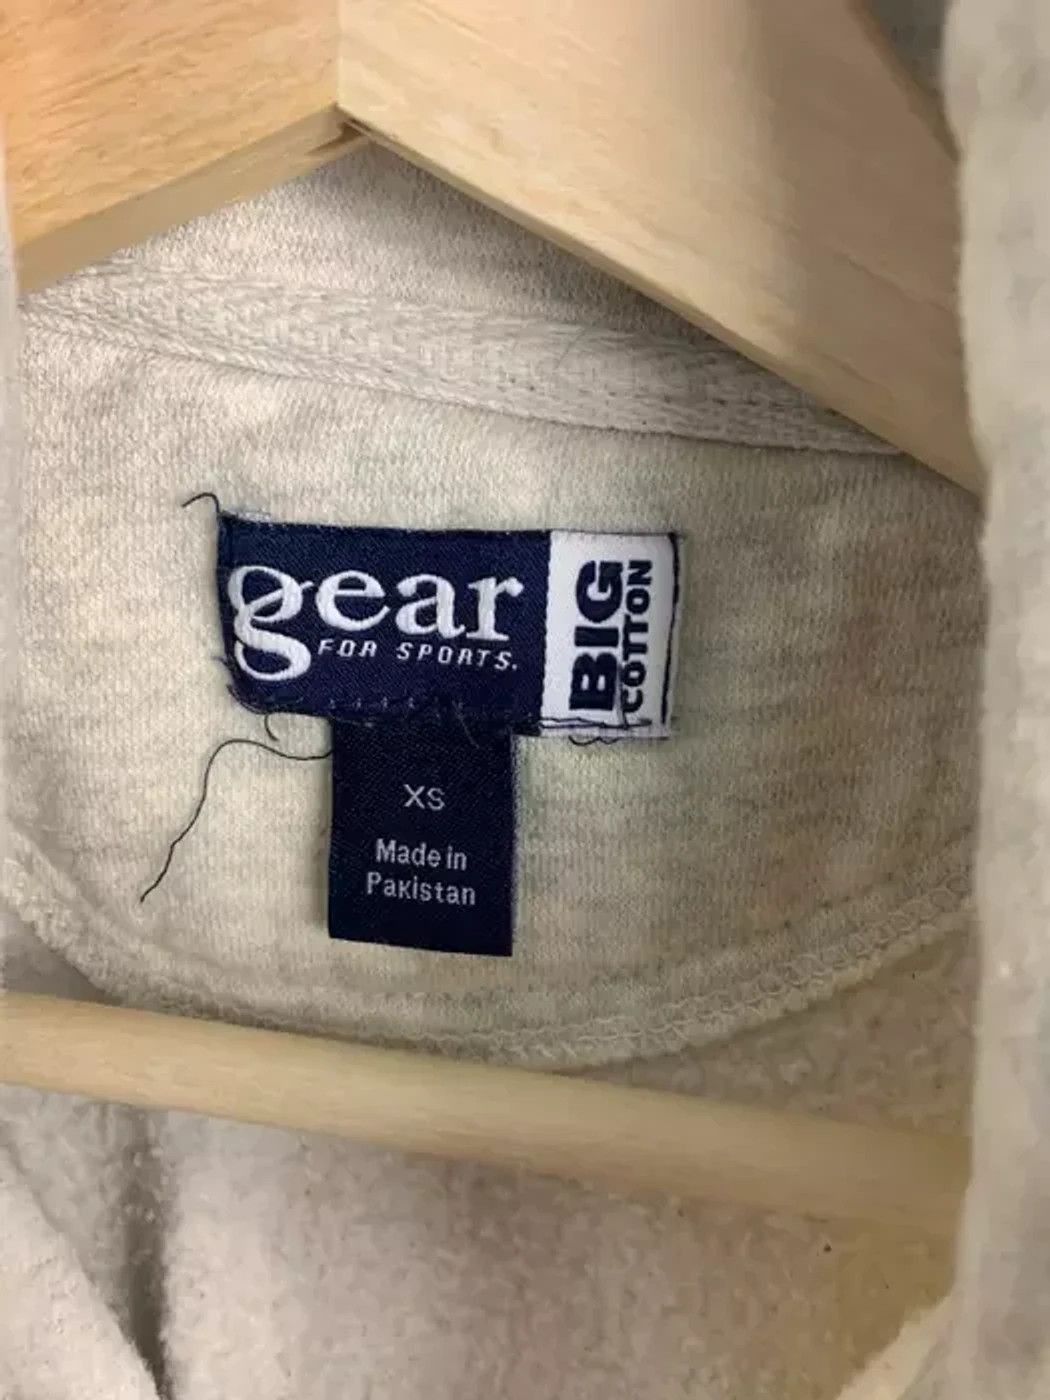 gear
FOR SPORTS.
BIG
COTTON
XS
Made in
Pakistan